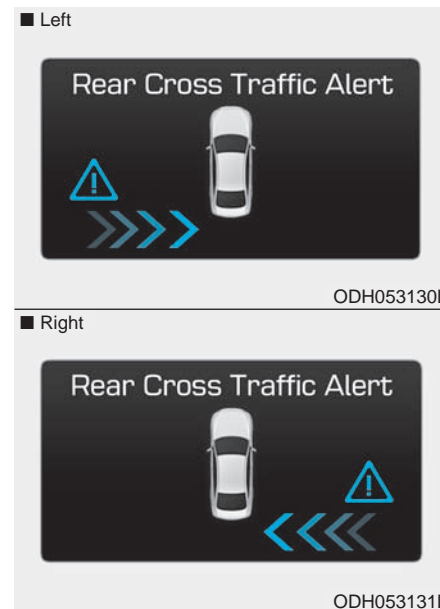 ■ Left
Rear Cross Traffic Alert
ODH053130
■ Right
Rear Cross Traffic Alert
ODH053131